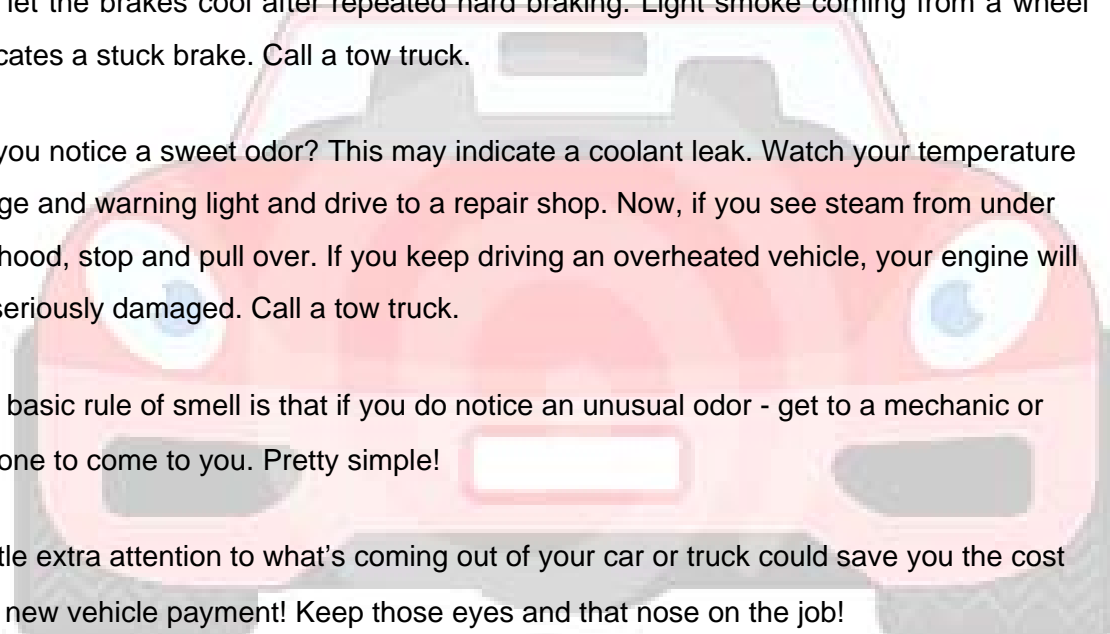 let the brakes cool after repeated hard braking. Light smoke coming from a wheel
cates a stuck brake. Call a tow truck.
you notice a sweet odor? This may indicate a coolant leak. Watch your temperature
ge and warning light and drive to a repair shop. Now, if you see steam from under
hood, stop and pull over. If you keep driving an overheated vehicle, your engine will
seriously damaged. Call a tow truck.
basic rule of smell is that if you do notice an unusual odor - get to a mechanic or
one to come to you. Pretty simple!
tle extra attention to what's coming out of your car or truck could save you the cost
new vehicle payment! Keep those eyes and that nose on the job!